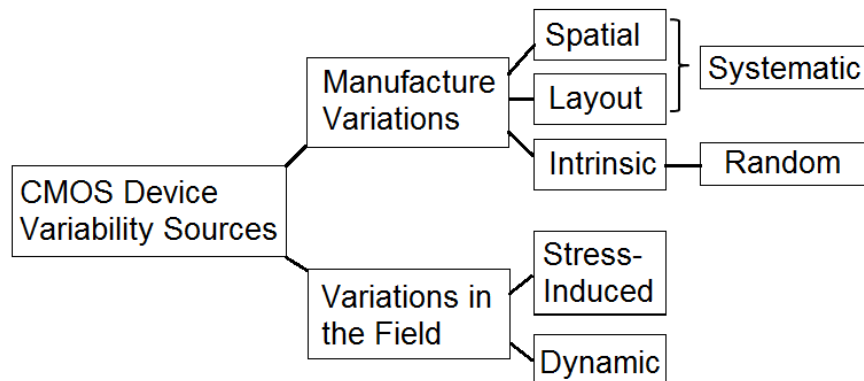 CMOS Device
Variability Sources
Manufacture
Variations
Spatial
Layout
Systematic
Intrinsic
Random
Variations in
the Field
Stress-
Induced
Dynamic